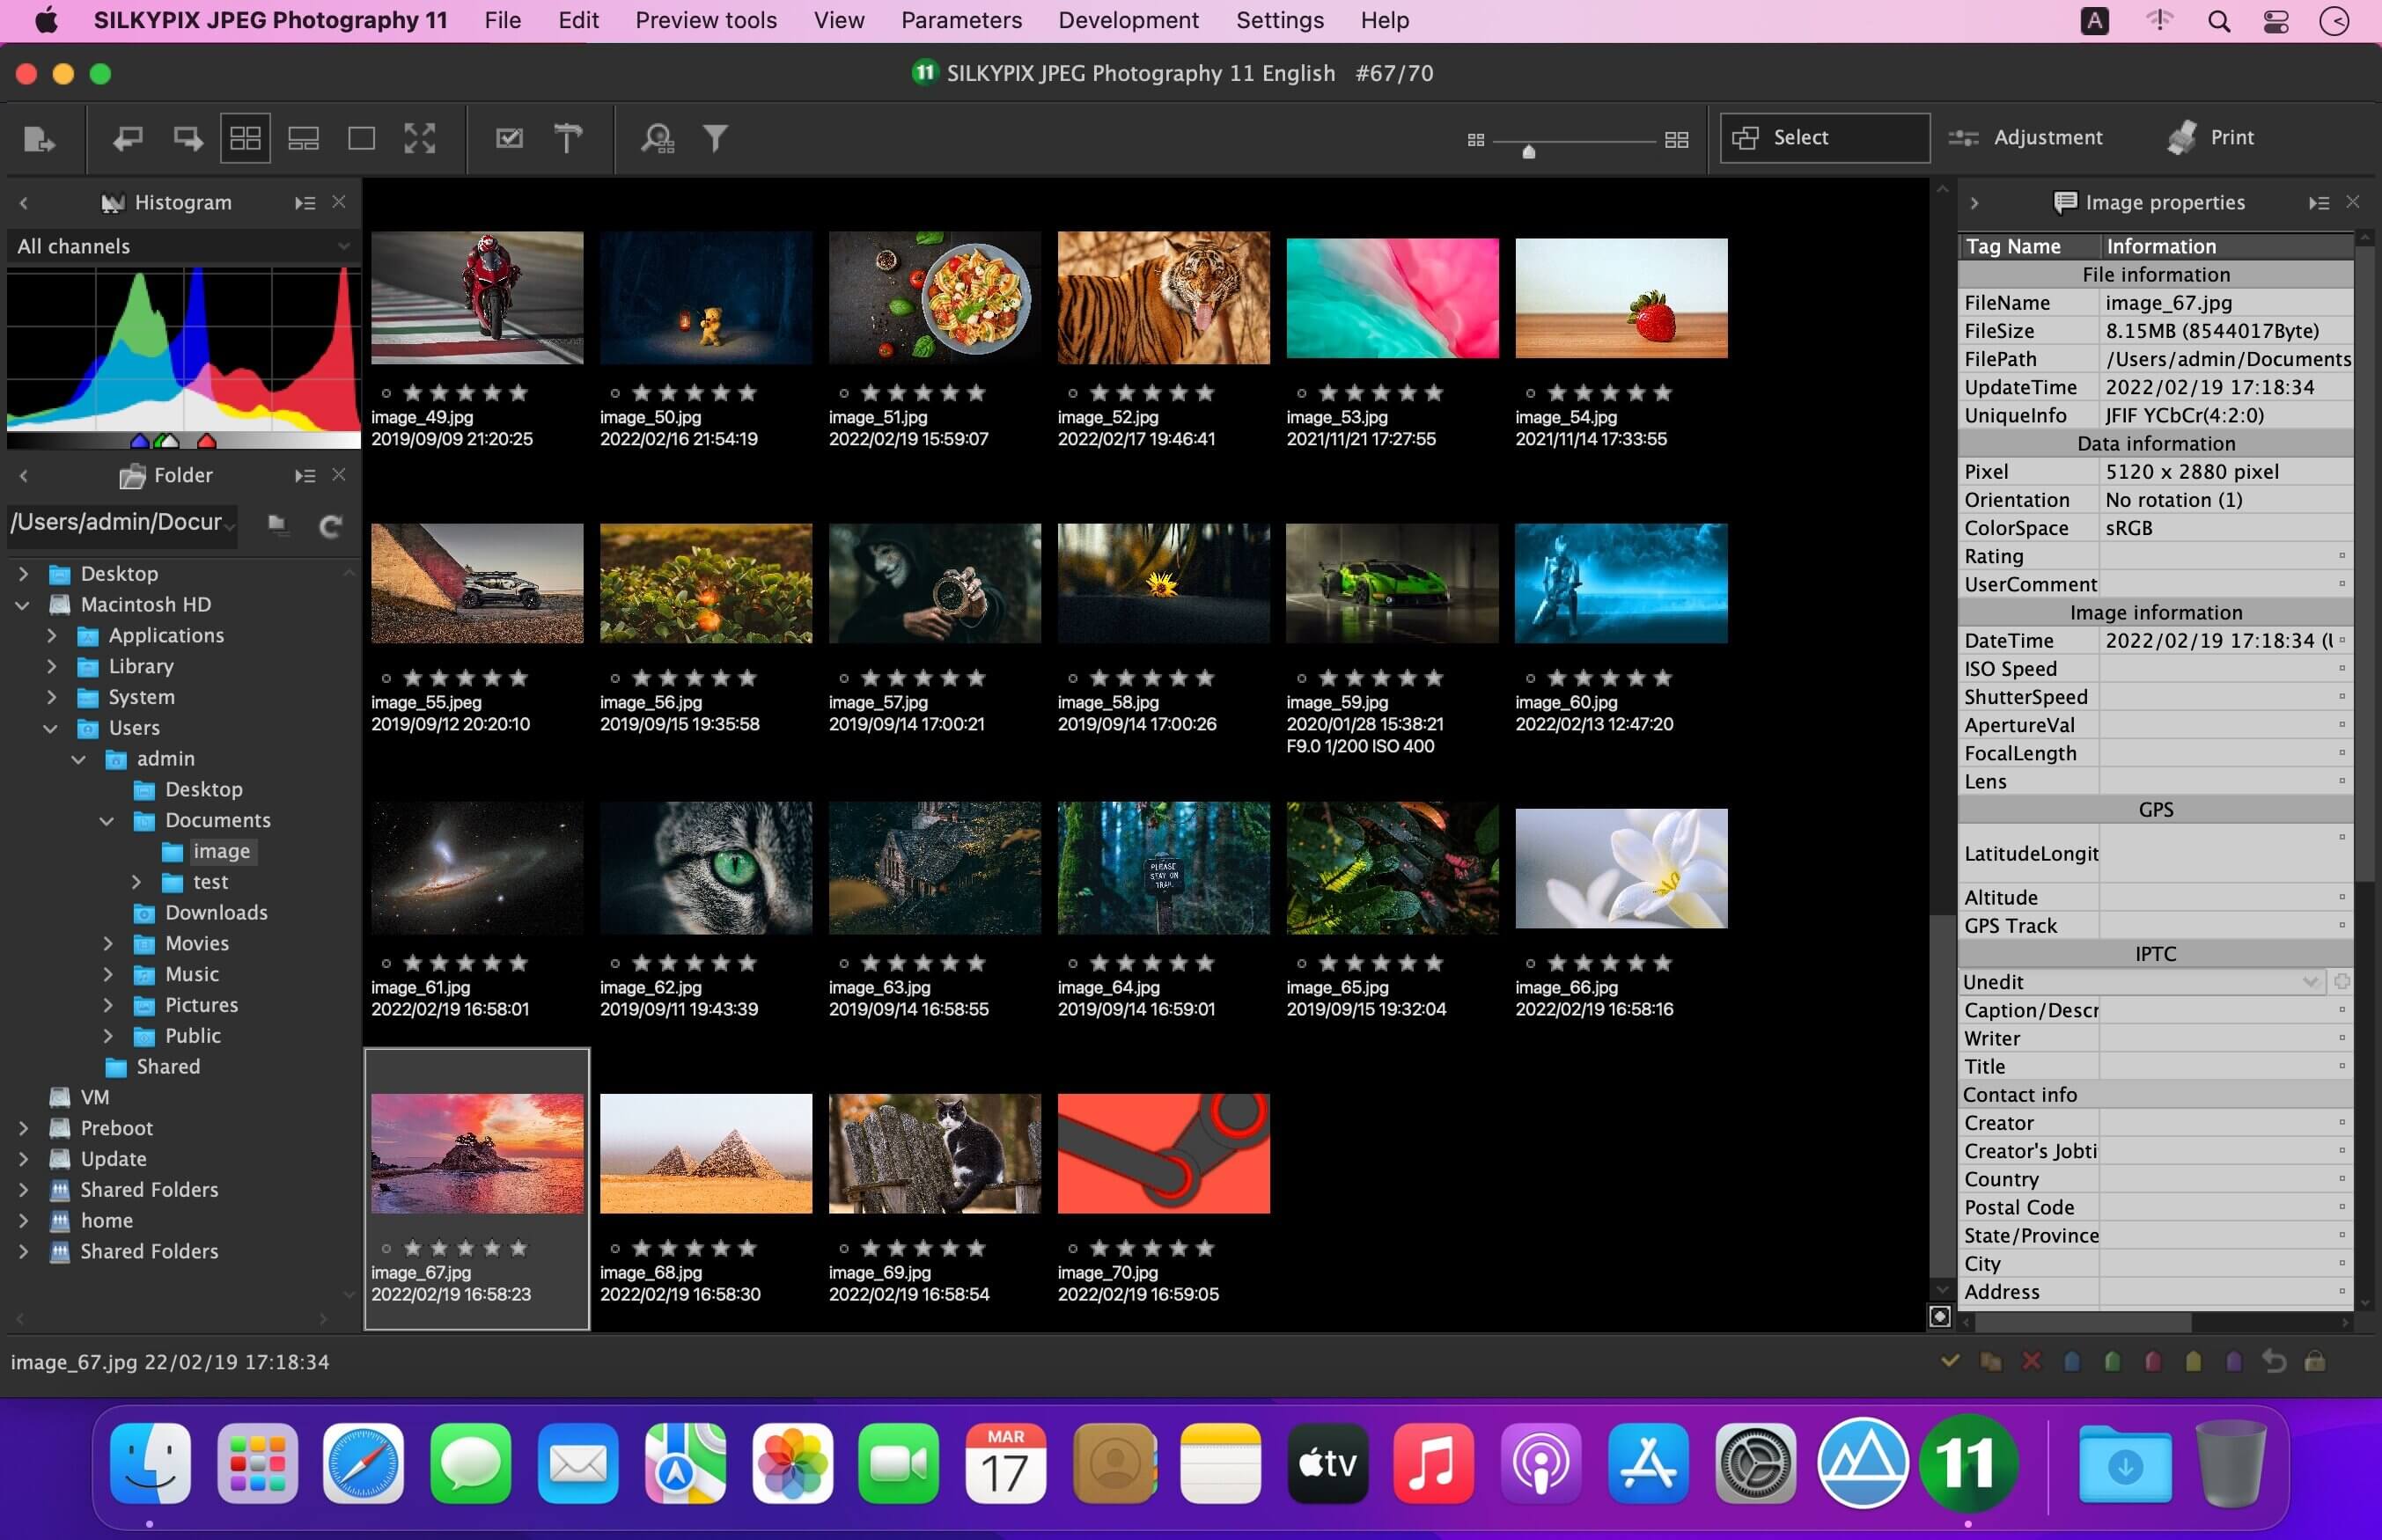 SILKYPIX JPEG Photography 11 File Edit Preview tools View Parameters Development Settings Help A
11 SILKYPIX JPEG Photography 11 English #67/70
Select Adjustment Print
Histogram
All channels
Folder
/Users/admin/Docur
Desktop
Macintosh HD
Applications
Library
System
Users
admin
Desktop
Documents
image
test
Downloads
Movies
Music
Pictures
Public
Shared
VM
Preboot
Update
Shared Folders
home
Shared Folders
image_49.jpg image_50.jpg image_51.jpg image_52.jpg image_53.jpg image_54.jpg
2019/09/09 21:20:25 2022/02/16 21:54:19 2022/02/19 15:59:07 2022/02/17 19:46:41 2021/11/21 17:27:55 2021/11/14 17:33:55
image_55.jpeg image_56.jpg image_57.jpg image_58.jpg image_59.jpg image_60.jpg
2019/09/12 20:20:10 2019/09/15 19:35:58 2019/09/14 17:00:21 2019/09/14 17:00:26 2020/01/28 15:38:21 2022/02/13 12:47:20
F9.0 1/200 ISO 400
PLEASE
STAY ON
TRAIL
image_61.jpg image_62.jpg image_63.jpg image_64.jpg image_65.jpg image_66.jpg
2022/02/19 16:58:01 2019/09/11 19:43:39 2019/09/14 16:58:55 2019/09/14 16:59:01 2019/09/15 19:32:04 2022/02/19 16:58:16
image_67.jpg image_68.jpg image_69.jpg image_70.jpg
2022/02/19 16:58:23 2022/02/19 16:58:30 2022/02/19 16:58:54 2022/02/19 16:59:05
Image properties
Tag Name Information
File information
FileName image_67.jpg
FileSize 8.15MB (8544017Byte)
FilePath /Users/admin/Documents
UpdateTime 2022/02/19 17:18:34
UniqueInfo JFIF YCbCr(4:2:0)
Data information
Pixel 5120 x 2880 pixel
Orientation No rotation (1)
ColorSpace sRGB
Rating
UserComment
Image information
DateTime 2022/02/19 17:18:34 (
ISO Speed
ShutterSpeed
ApertureVal
FocalLength
Lens
GPS
LatitudeLongit
Altitude
GPS Track
IPTC
Unedit
Caption/Descr
Writer
Title
Contact info
Creator
Creator's Jobti
Country
Postal Code
State/Province
City
Address
image_67.jpg 22/02/19 17:18:34
MAR
17
tv
11